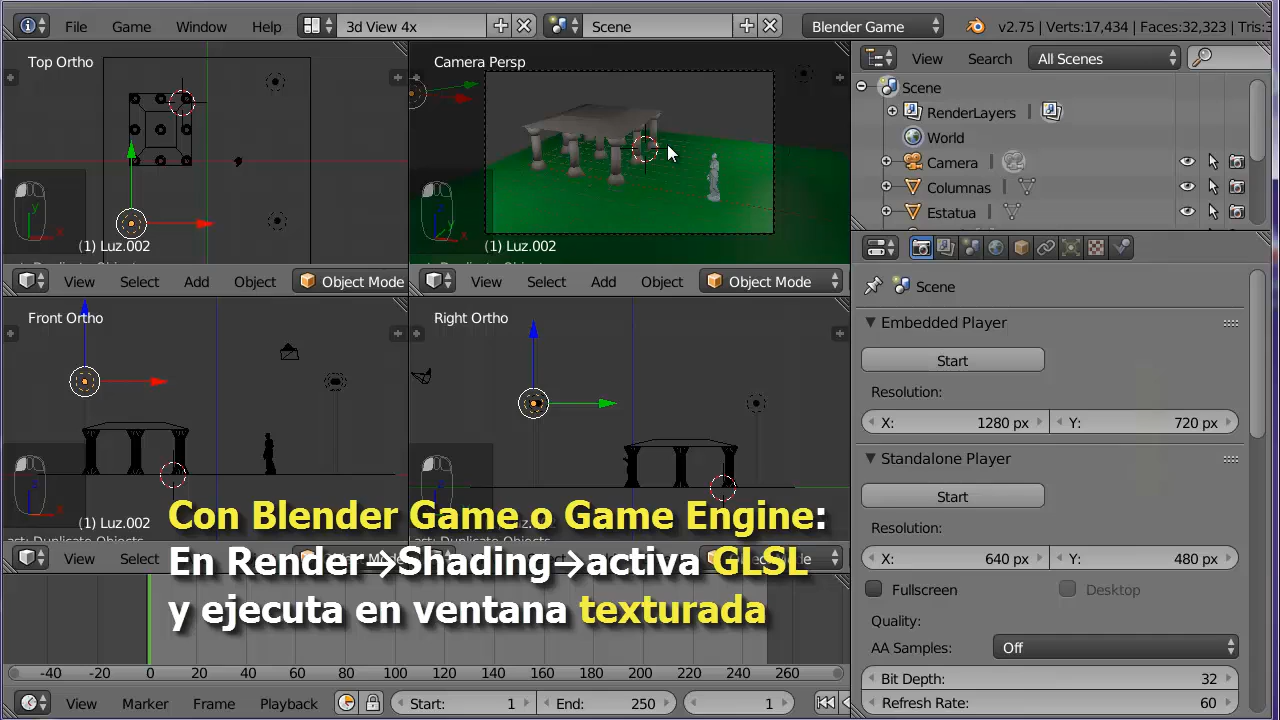 File Game Window Help 3d View 4x Scene Blender Game v2.75 | Verts:17,434 | Faces:32,323 | Tris:3
Top Ortho
(1) Luz.002
Camera Persp
(1) Luz.002
View Search All Scenes
Scene
RenderLayers
World
Camera
Columnas
Estatua
View Select Add Object Object Mode
View Select Add Object Object Mode
Front Ortho
(1) Luz.002
Right Ortho
Scene
Embedded Player
Start
Resolution:
X: 1280 px Y: 720 px
Standalone Player
Start
Resolution:
X: 640 px Y: 480 px
Fullscreen Desktop
Quality:
AA Samples: Off
Bit Depth: 32
Refresh Rate: 60
Con Blender Game o Game Engine:
En Render→Shading→activa GLSL
y ejecuta en ventana texturada
View Select
-40 -20 0 20 40 60 80 100 120 140 160 180 200 220 240 260 280
View Marker Frame Playback Start: 1 End: 250 1